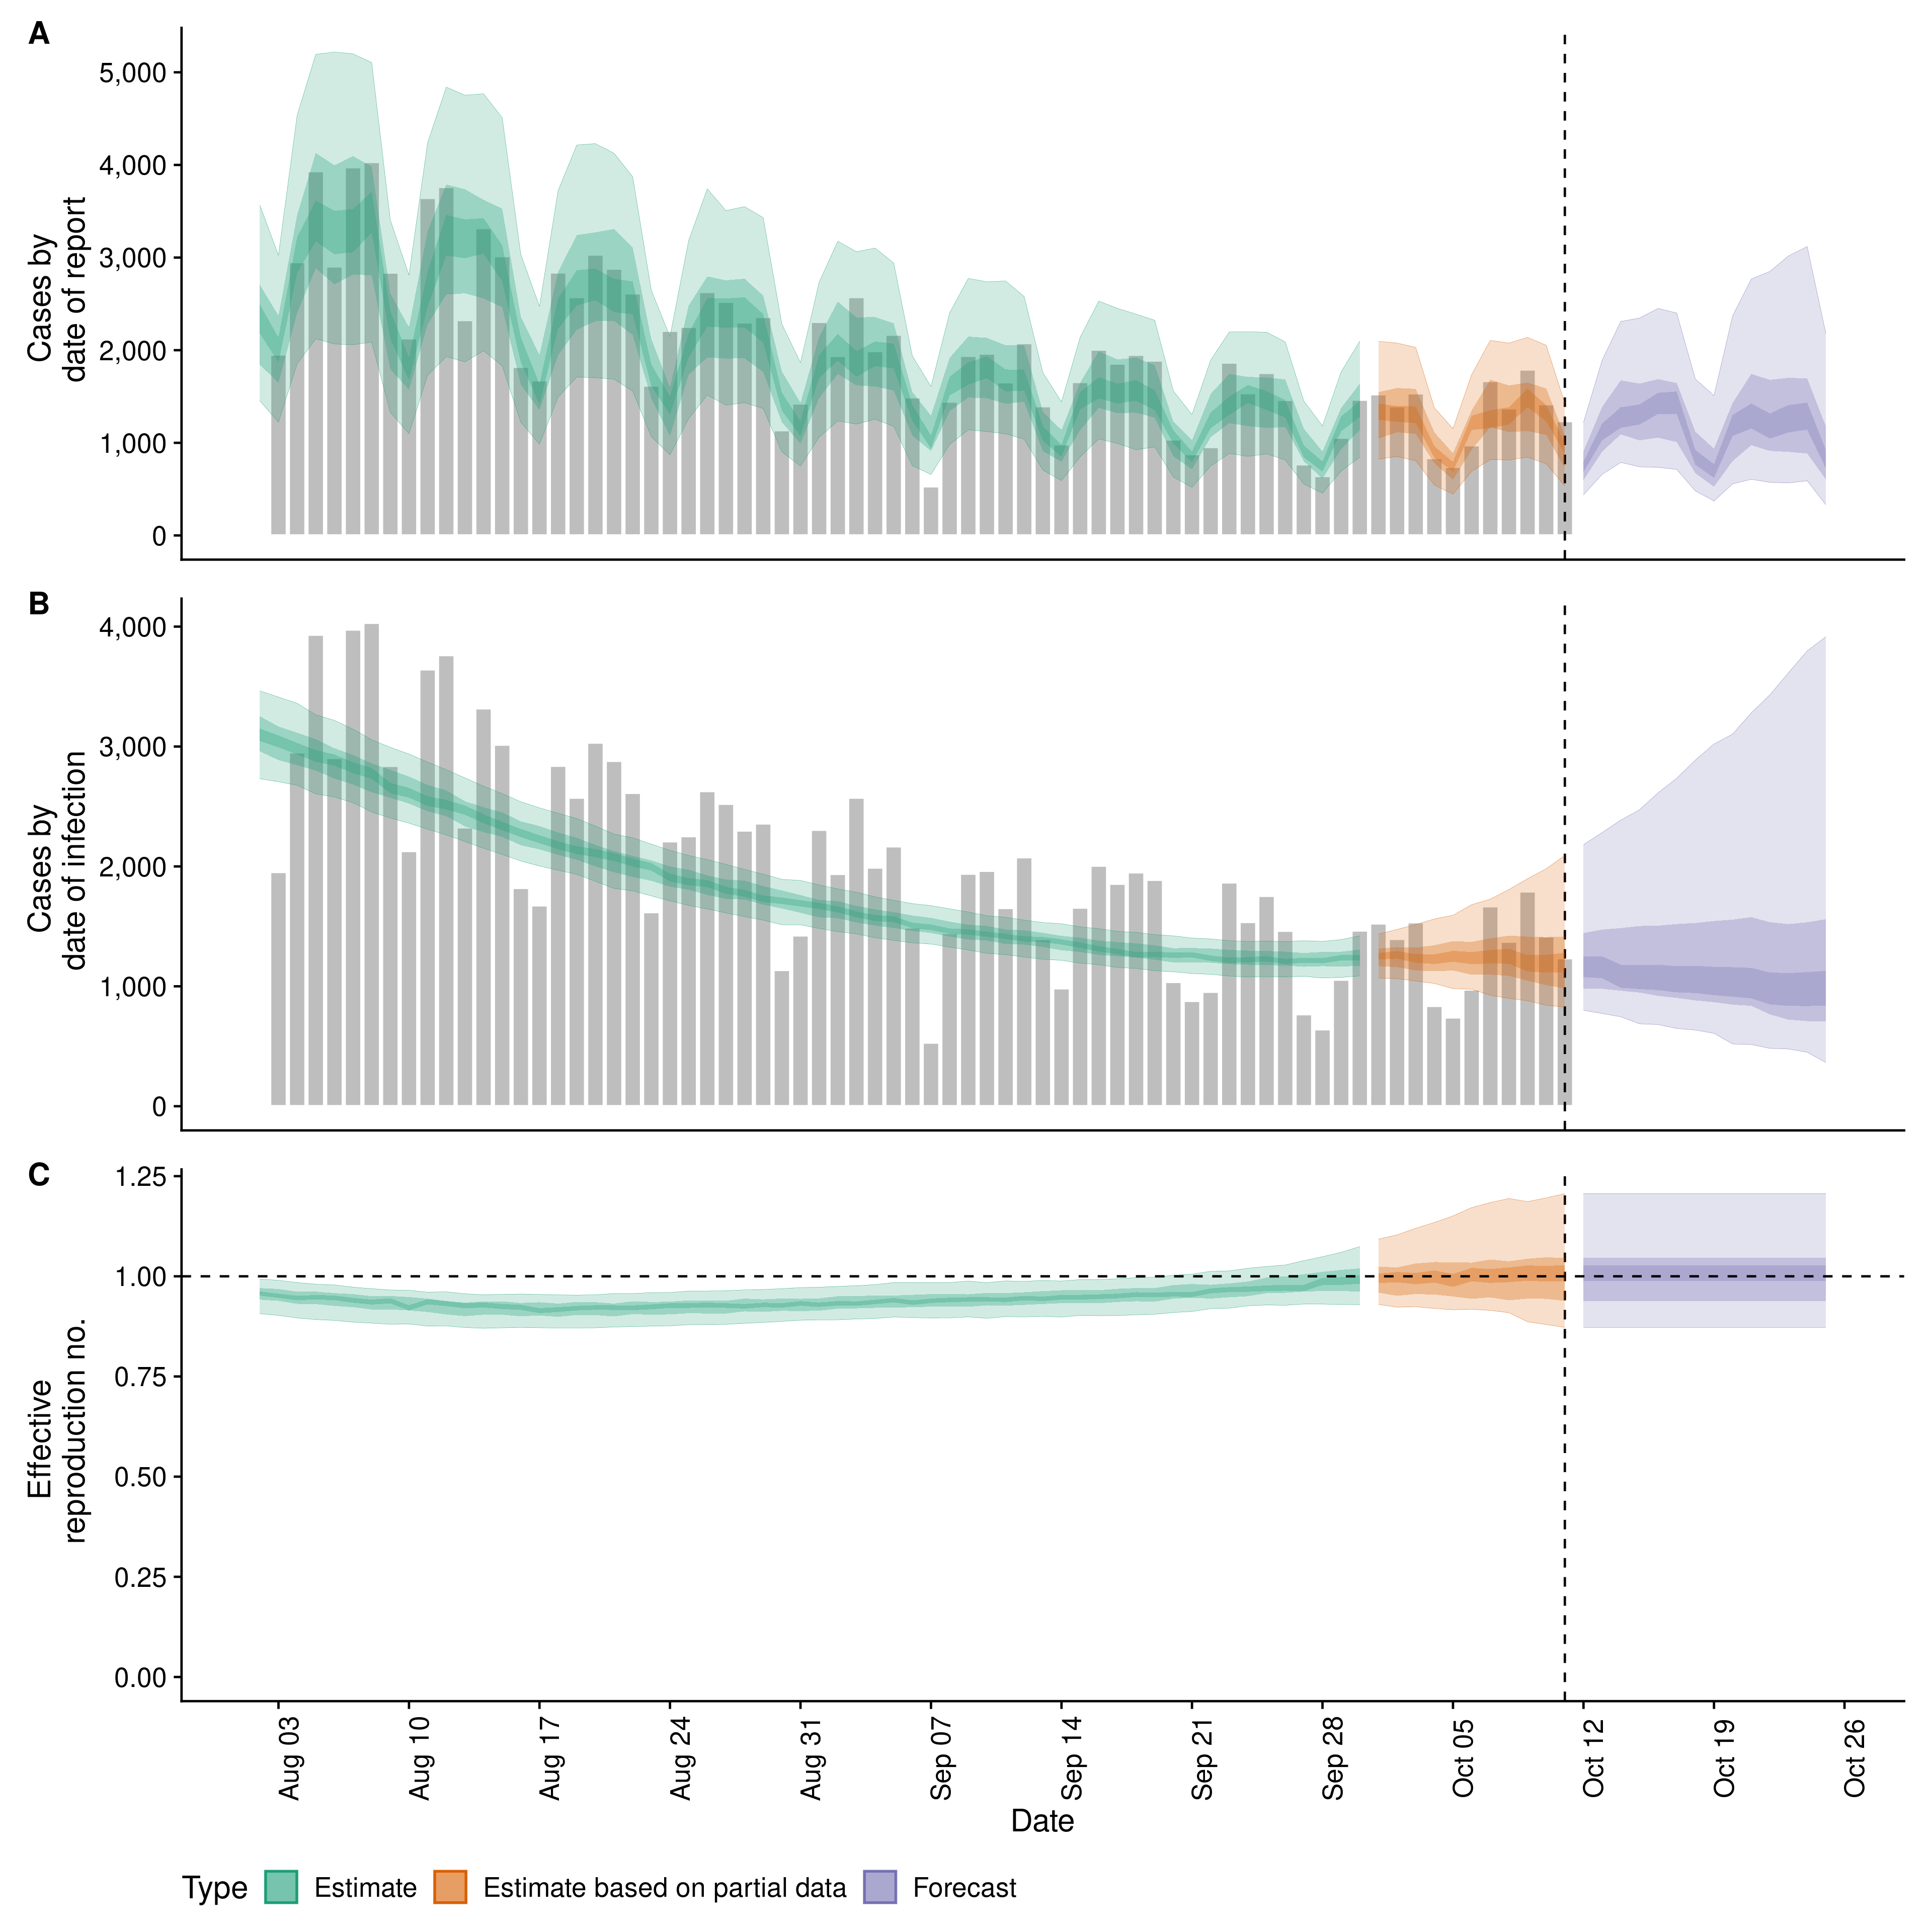 A
Cases by
date of report
5,000
4,000
3,000
2,000
1,000
0
B
Cases by
date of infection
4,000
3,000
2,000
1,000
0
C
Effective
reproduction no.
1.25
1.00
0.75
0.50
0.25
0.00
Aug 03
Aug 10
Aug 17
Aug 24
Aug 31
Sep 07
Sep 14
Sep 21
Sep 28
Oct 05
Oct 12
Oct 19
Oct 26
Date
Type Estimate Estimate based on partial data Forecast